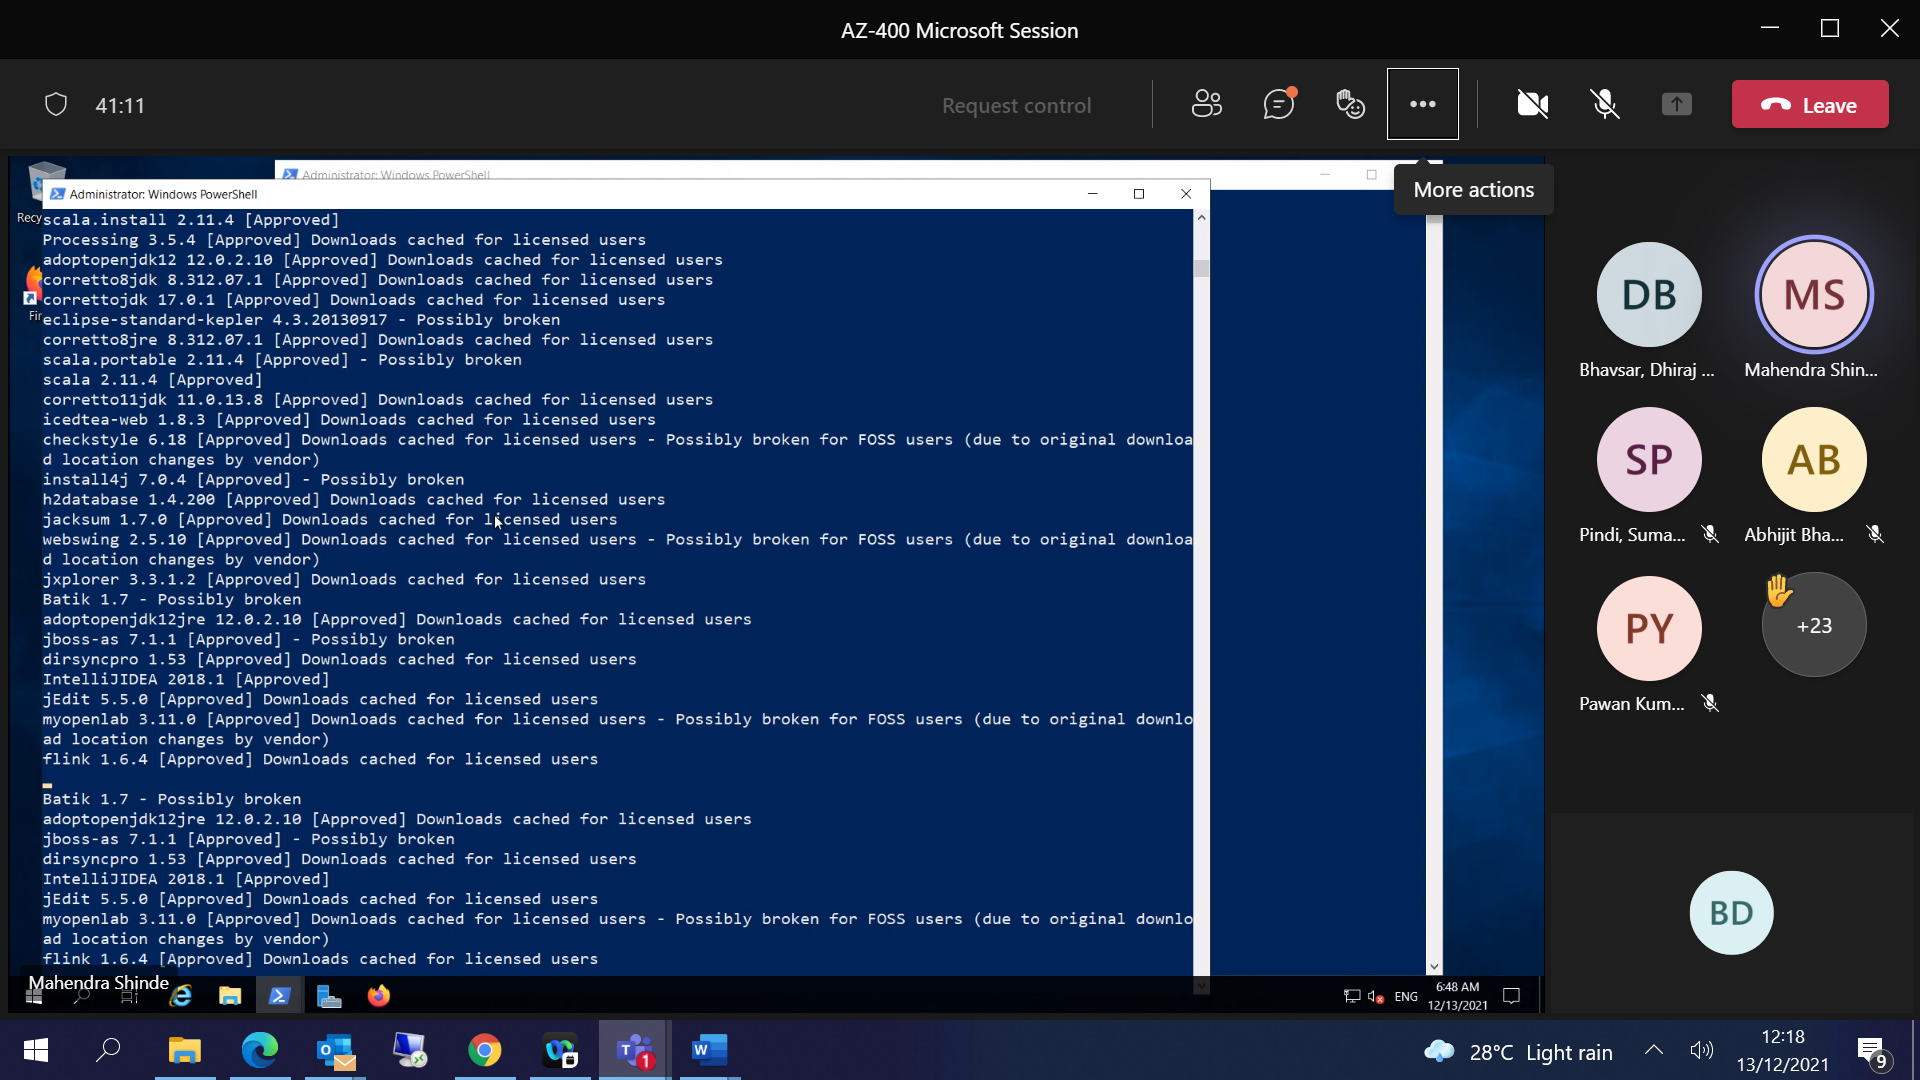 AZ-400 Microsoft Session
41:11
Request control
Leave
More actions
Administrator: Windows PowerShell
Administrator: Windows PowerShell
Recy
Fir
scala.install 2.11.4 [Approved]
Processing 3.5.4 [Approved] Downloads cached for licensed users
adoptopenjdk12 12.0.2.10 [Approved] Downloads cached for licensed users
corretto8jdk 8.312.07.1 [Approved] Downloads cached for licensed users
correttojdk 17.0.1 [Approved] Downloads cached for licensed users
eclipse-standard-kepler 4.3.20130917 - Possibly broken
corretto8jre 8.312.07.1 [Approved] Downloads cached for licensed users
scala.portable 2.11.4 [Approved] - Possibly broken
scala 2.11.4 [Approved]
corretto11jdk 11.0.13.8 [Approved] Downloads cached for licensed users
icedtea-web 1.8.3 [Approved] Downloads cached for licensed users
checkstyle 6.18 [Approved] Downloads cached for licensed users - Possibly broken for FOSS users (due to original downloa
d location changes by vendor)
install4j 7.0.4 [Approved] - Possibly broken
h2database 1.4.200 [Approved] Downloads cached for licensed users
jacksum 1.7.0 [Approved] Downloads cached for licensed users
webswing 2.5.10 [Approved] Downloads cached for licensed users - Possibly broken for FOSS users (due to original downloa
d location changes by vendor)
jxplorer 3.3.1.2 [Approved] Downloads cached for licensed users
Batik 1.7 - Possibly broken
adoptopenjdk12jre 12.0.2.10 [Approved] Downloads cached for licensed users
jboss-as 7.1.1 [Approved] - Possibly broken
dirsyncpro 1.53 [Approved] Downloads cached for licensed users
IntelliJIDEA 2018.1 [Approved]
jEdit 5.5.0 [Approved] Downloads cached for licensed users
myopenlab 3.11.0 [Approved] Downloads cached for licensed users - Possibly broken for FOSS users (due to original downlo
ad location changes by vendor)
flink 1.6.4 [Approved] Downloads cached for licensed users
Batik 1.7 - Possibly broken
adoptopenjdk12jre 12.0.2.10 [Approved] Downloads cached for licensed users
jboss-as 7.1.1 [Approved] - Possibly broken
dirsyncpro 1.53 [Approved] Downloads cached for licensed users
IntelliJIDEA 2018.1 [Approved]
jEdit 5.5.0 [Approved] Downloads cached for licensed users
myopenlab 3.11.0 [Approved] Downloads cached for licensed users - Possibly broken for FOSS users (due to original downlo
ad location changes by vendor)
flink 1.6.4 [Approved] Downloads cached for licensed users
Mahendra Shinde
ENG
6:48 AM
12/13/2021
DB
MS
Bhavsar, Dhiraj ...
Mahendra Shin...
SP
AB
Pindi, Suma...
Abhijit Bha...
PY
+23
Pawan Kum...
BD
1
28°C Light rain
12:18
13/12/2021
9